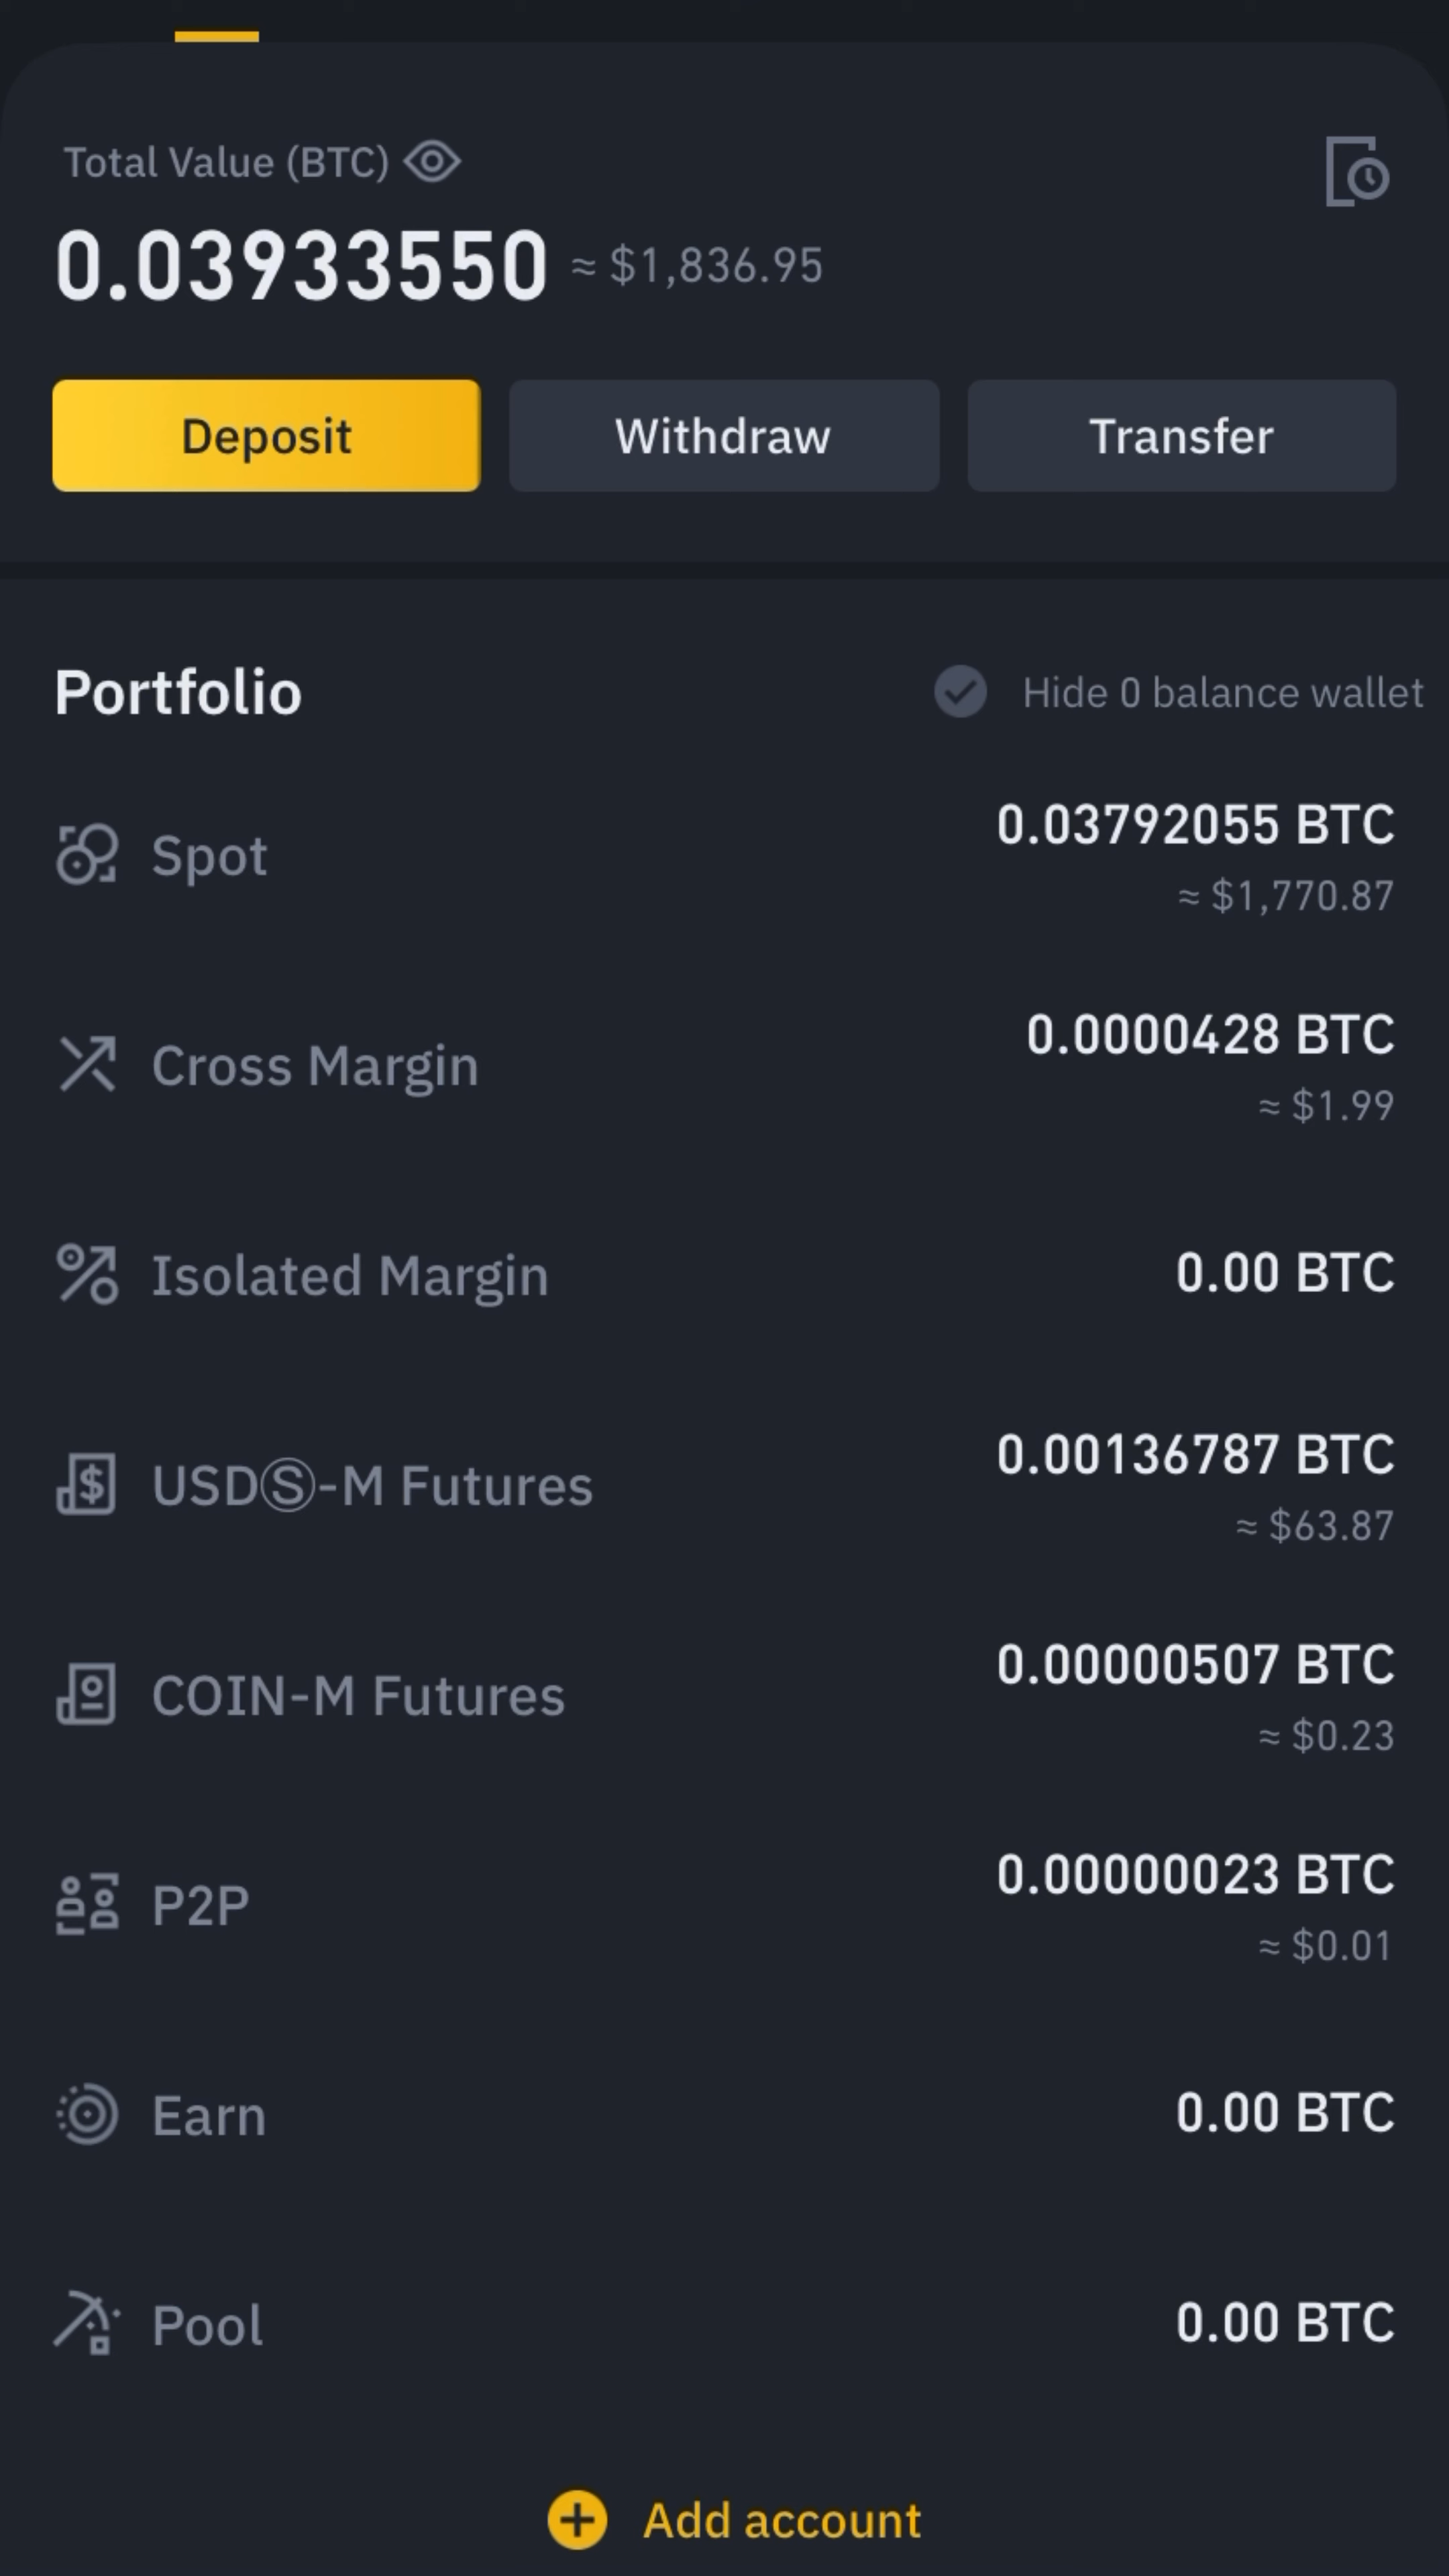 Total Value (BTC)
0.03933550 ≈ $1,836.95
Deposit Withdraw Transfer
Portfolio Hide 0 balance wallet
Spot 0.03792055 BTC
≈ $1,770.87
Cross Margin 0.0000428 BTC
≈ $1.99
Isolated Margin 0.00 BTC
USDⓈ-M Futures 0.00136787 BTC
≈ $63.87
COIN-M Futures 0.00000507 BTC
≈ $0.23
P2P 0.00000023 BTC
≈ $0.01
Earn 0.00 BTC
Pool 0.00 BTC
Add account